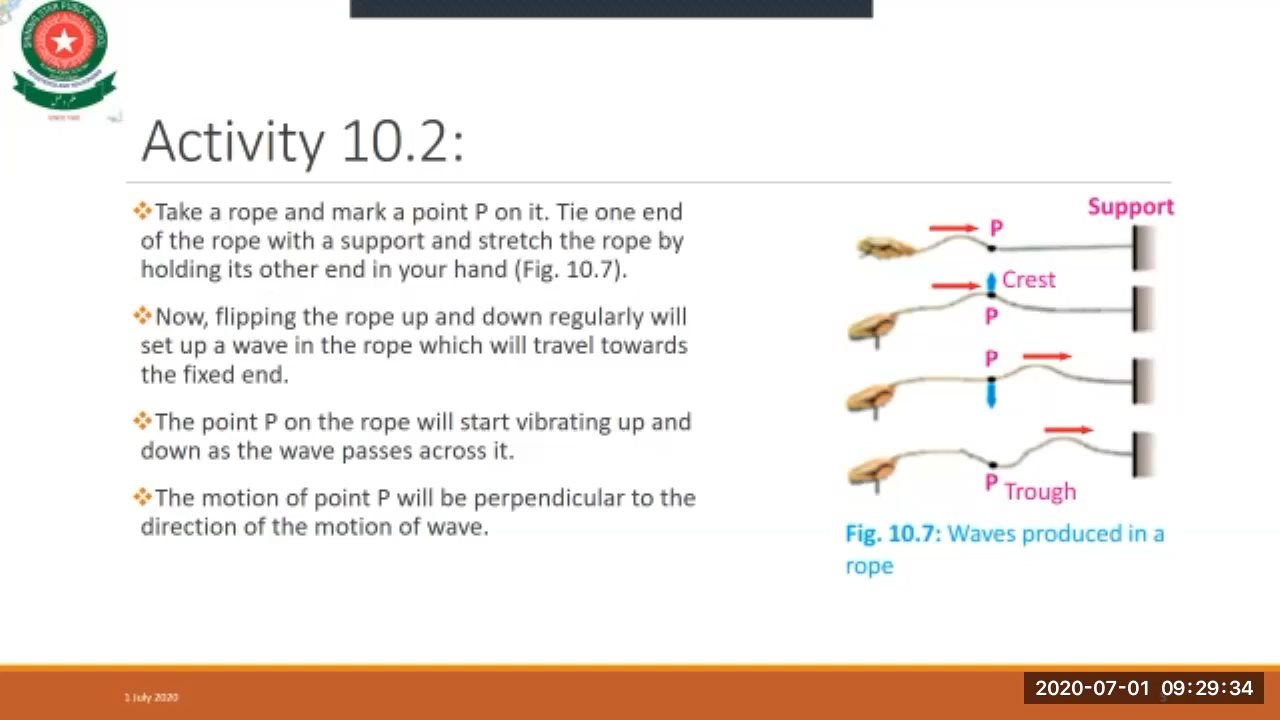 SHINING STAR PUBLIC SCHOOL
Activity 10.2:
❖Take a rope and mark a point P on it. Tie one end
of the rope with a support and stretch the rope by
holding its other end in your hand (Fig. 10.7).
❖Now, flipping the rope up and down regularly will
set up a wave in the rope which will travel towards
the fixed end.
❖The point P on the rope will start vibrating up and
down as the wave passes across it.
❖The motion of point P will be perpendicular to the
direction of the motion of wave.
Support
P
Crest
P
P
P Trough
Fig. 10.7: Waves produced in a
rope
1 July 2020
2020-07-01 09:29:34